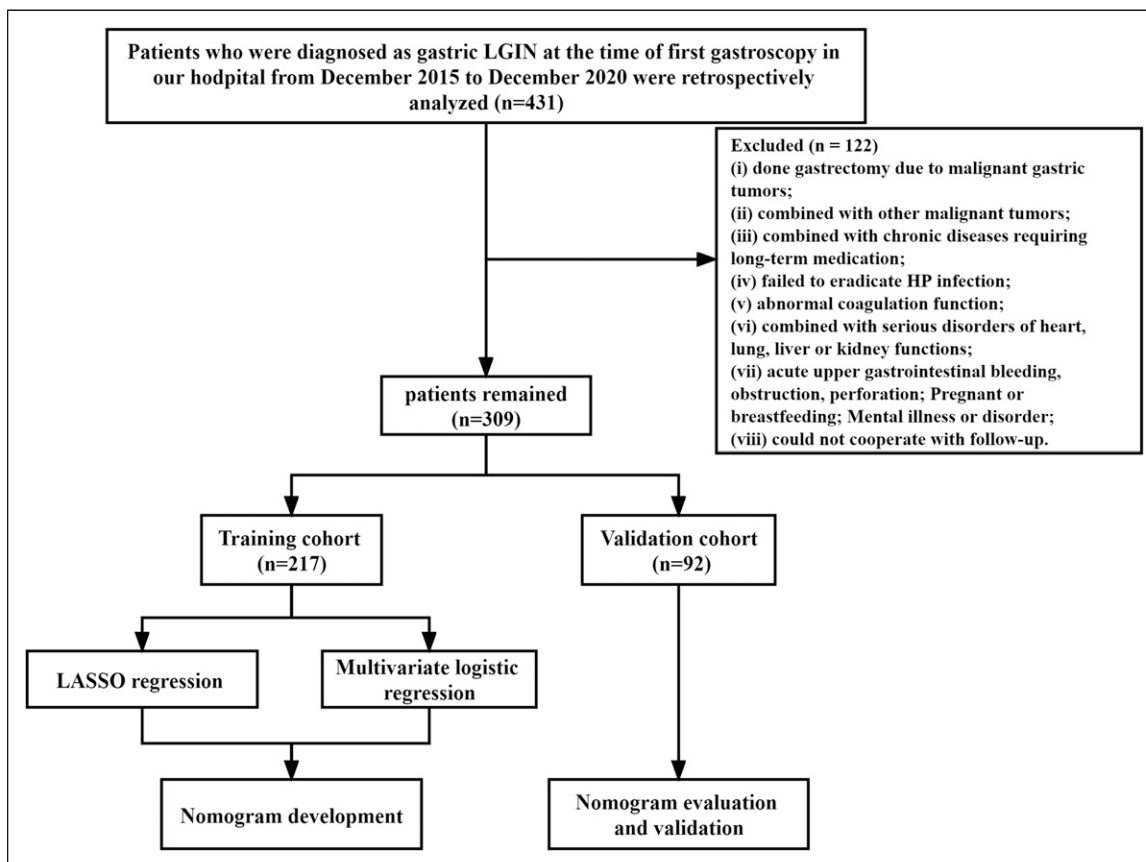 Patients who were diagnosed as gastric LGIN at the time of first gastroscopy in
our hodpital from December 2015 to December 2020 were retrospectively
analyzed (n=431)
Excluded (n = 122)
(i) done gastrectomy due to malignant gastric
tumors;
(ii) combined with other malignant tumors;
(iii) combined with chronic diseases requiring
long-term medication;
(iv) failed to eradicate HP infection;
(v) abnormal coagulation function;
(vi) combined with serious disorders of heart,
lung, liver or kidney functions;
(vii) acute upper gastrointestinal bleeding,
obstruction, perforation; Pregnant or
breastfeeding; Mental illness or disorder;
(viii) could not cooperate with follow-up.
patients remained
(n=309)
Training cohort
(n=217)
Validation cohort
(n=92)
LASSO regression
Multivariate logistic
regression
Nomogram development
Nomogram evaluation
and validation